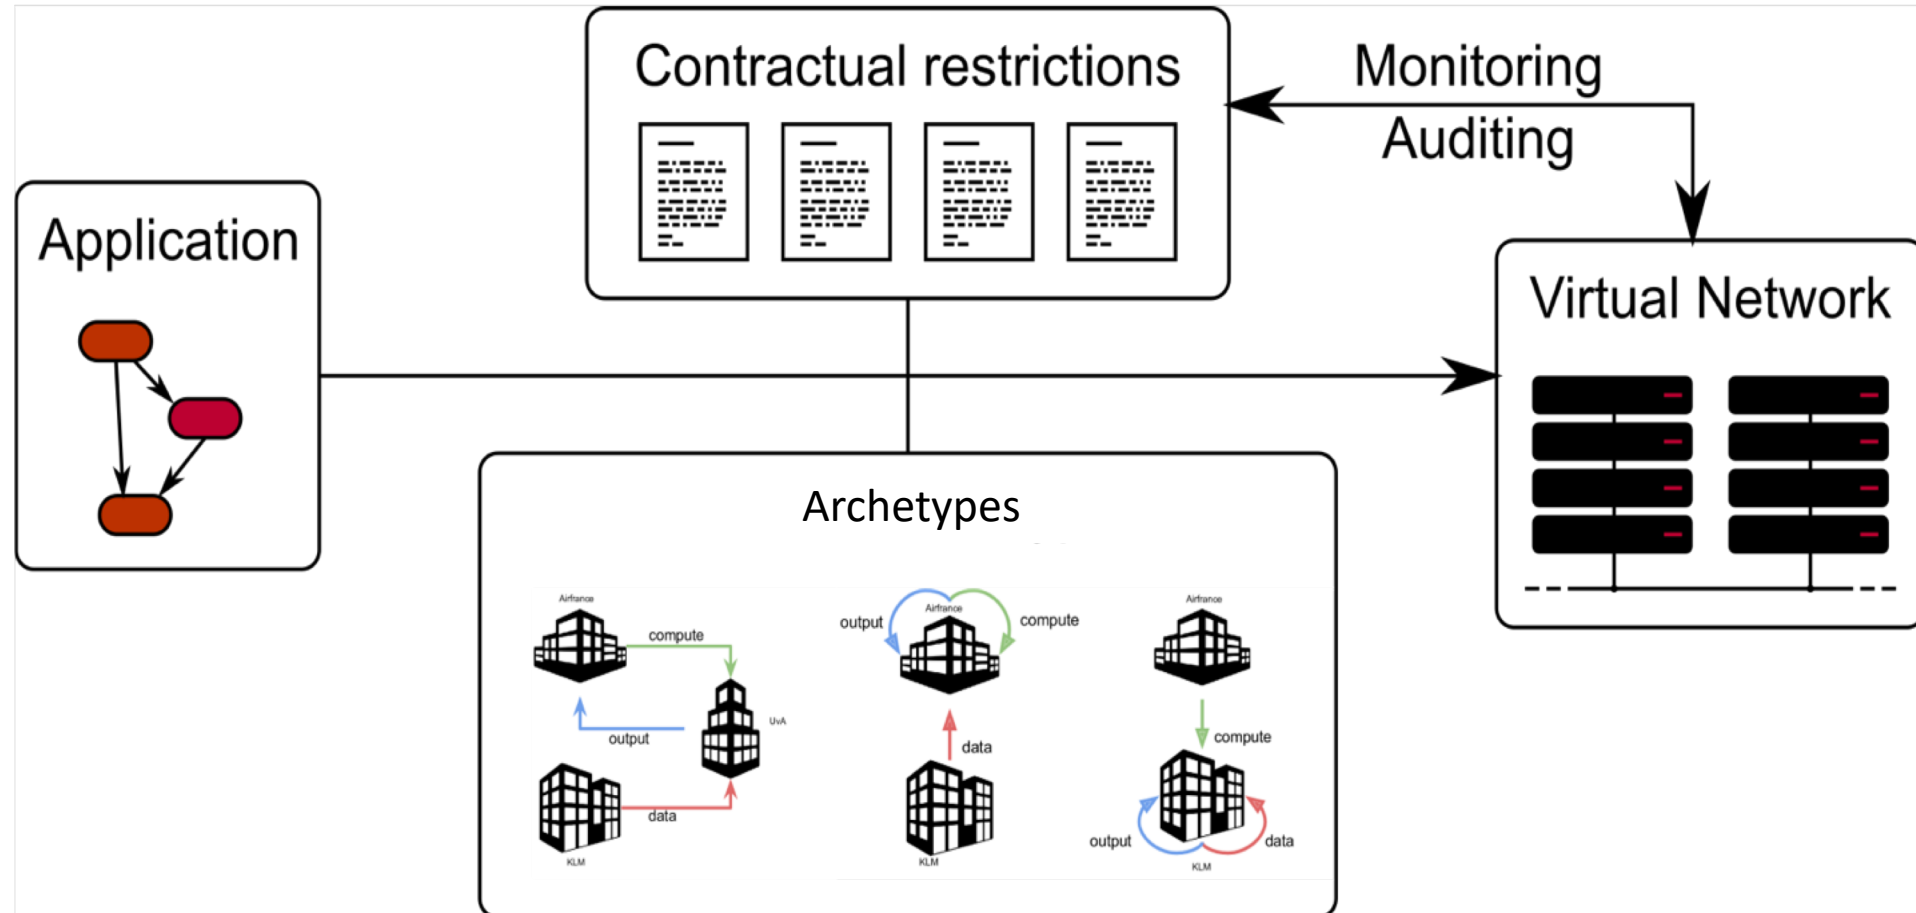 Contractual restrictions
Monitoring
Auditing
Application
Virtual Network
Archetypes
Airfrance
compute
UvA
output
data
KLM
Airfrance
output
compute
data
KLM
Airfrance
compute
output
data
KLM